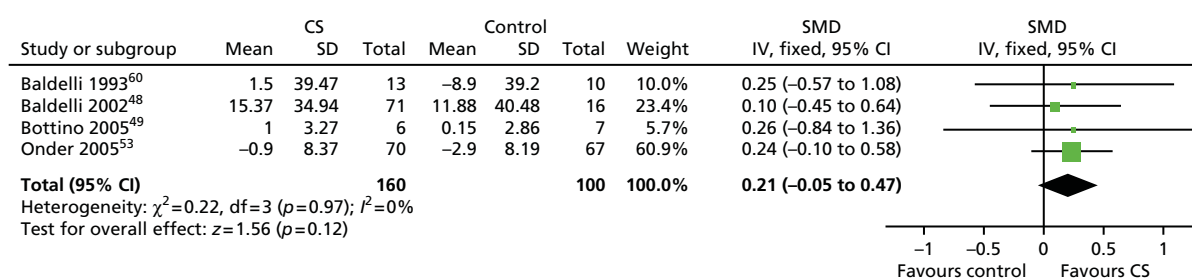 CS Control SMD SMD
Study or subgroup Mean SD Total Mean SD Total Weight IV, fixed, 95% CI IV, fixed, 95% CI
Baldelli 1993⁶⁰ 1.5 39.47 13 –8.9 39.2 10 10.0% 0.25 (–0.57 to 1.08)
Baldelli 2002⁴⁸ 15.37 34.94 71 11.88 40.48 16 23.4% 0.10 (–0.45 to 0.64)
Bottino 2005⁴⁹ 1 3.27 6 0.15 2.86 7 5.7% 0.26 (–0.84 to 1.36)
Onder 2005⁵³ –0.9 8.37 70 –2.9 8.19 67 60.9% 0.24 (–0.10 to 0.58)
Total (95% CI) 160 100 100.0% 0.21 (–0.05 to 0.47)
Heterogeneity: χ²=0.22, df=3 (p=0.97); I²=0%
Test for overall effect: z=1.56 (p=0.12)
–1 –0.5 0 0.5 1
Favours control Favours CS